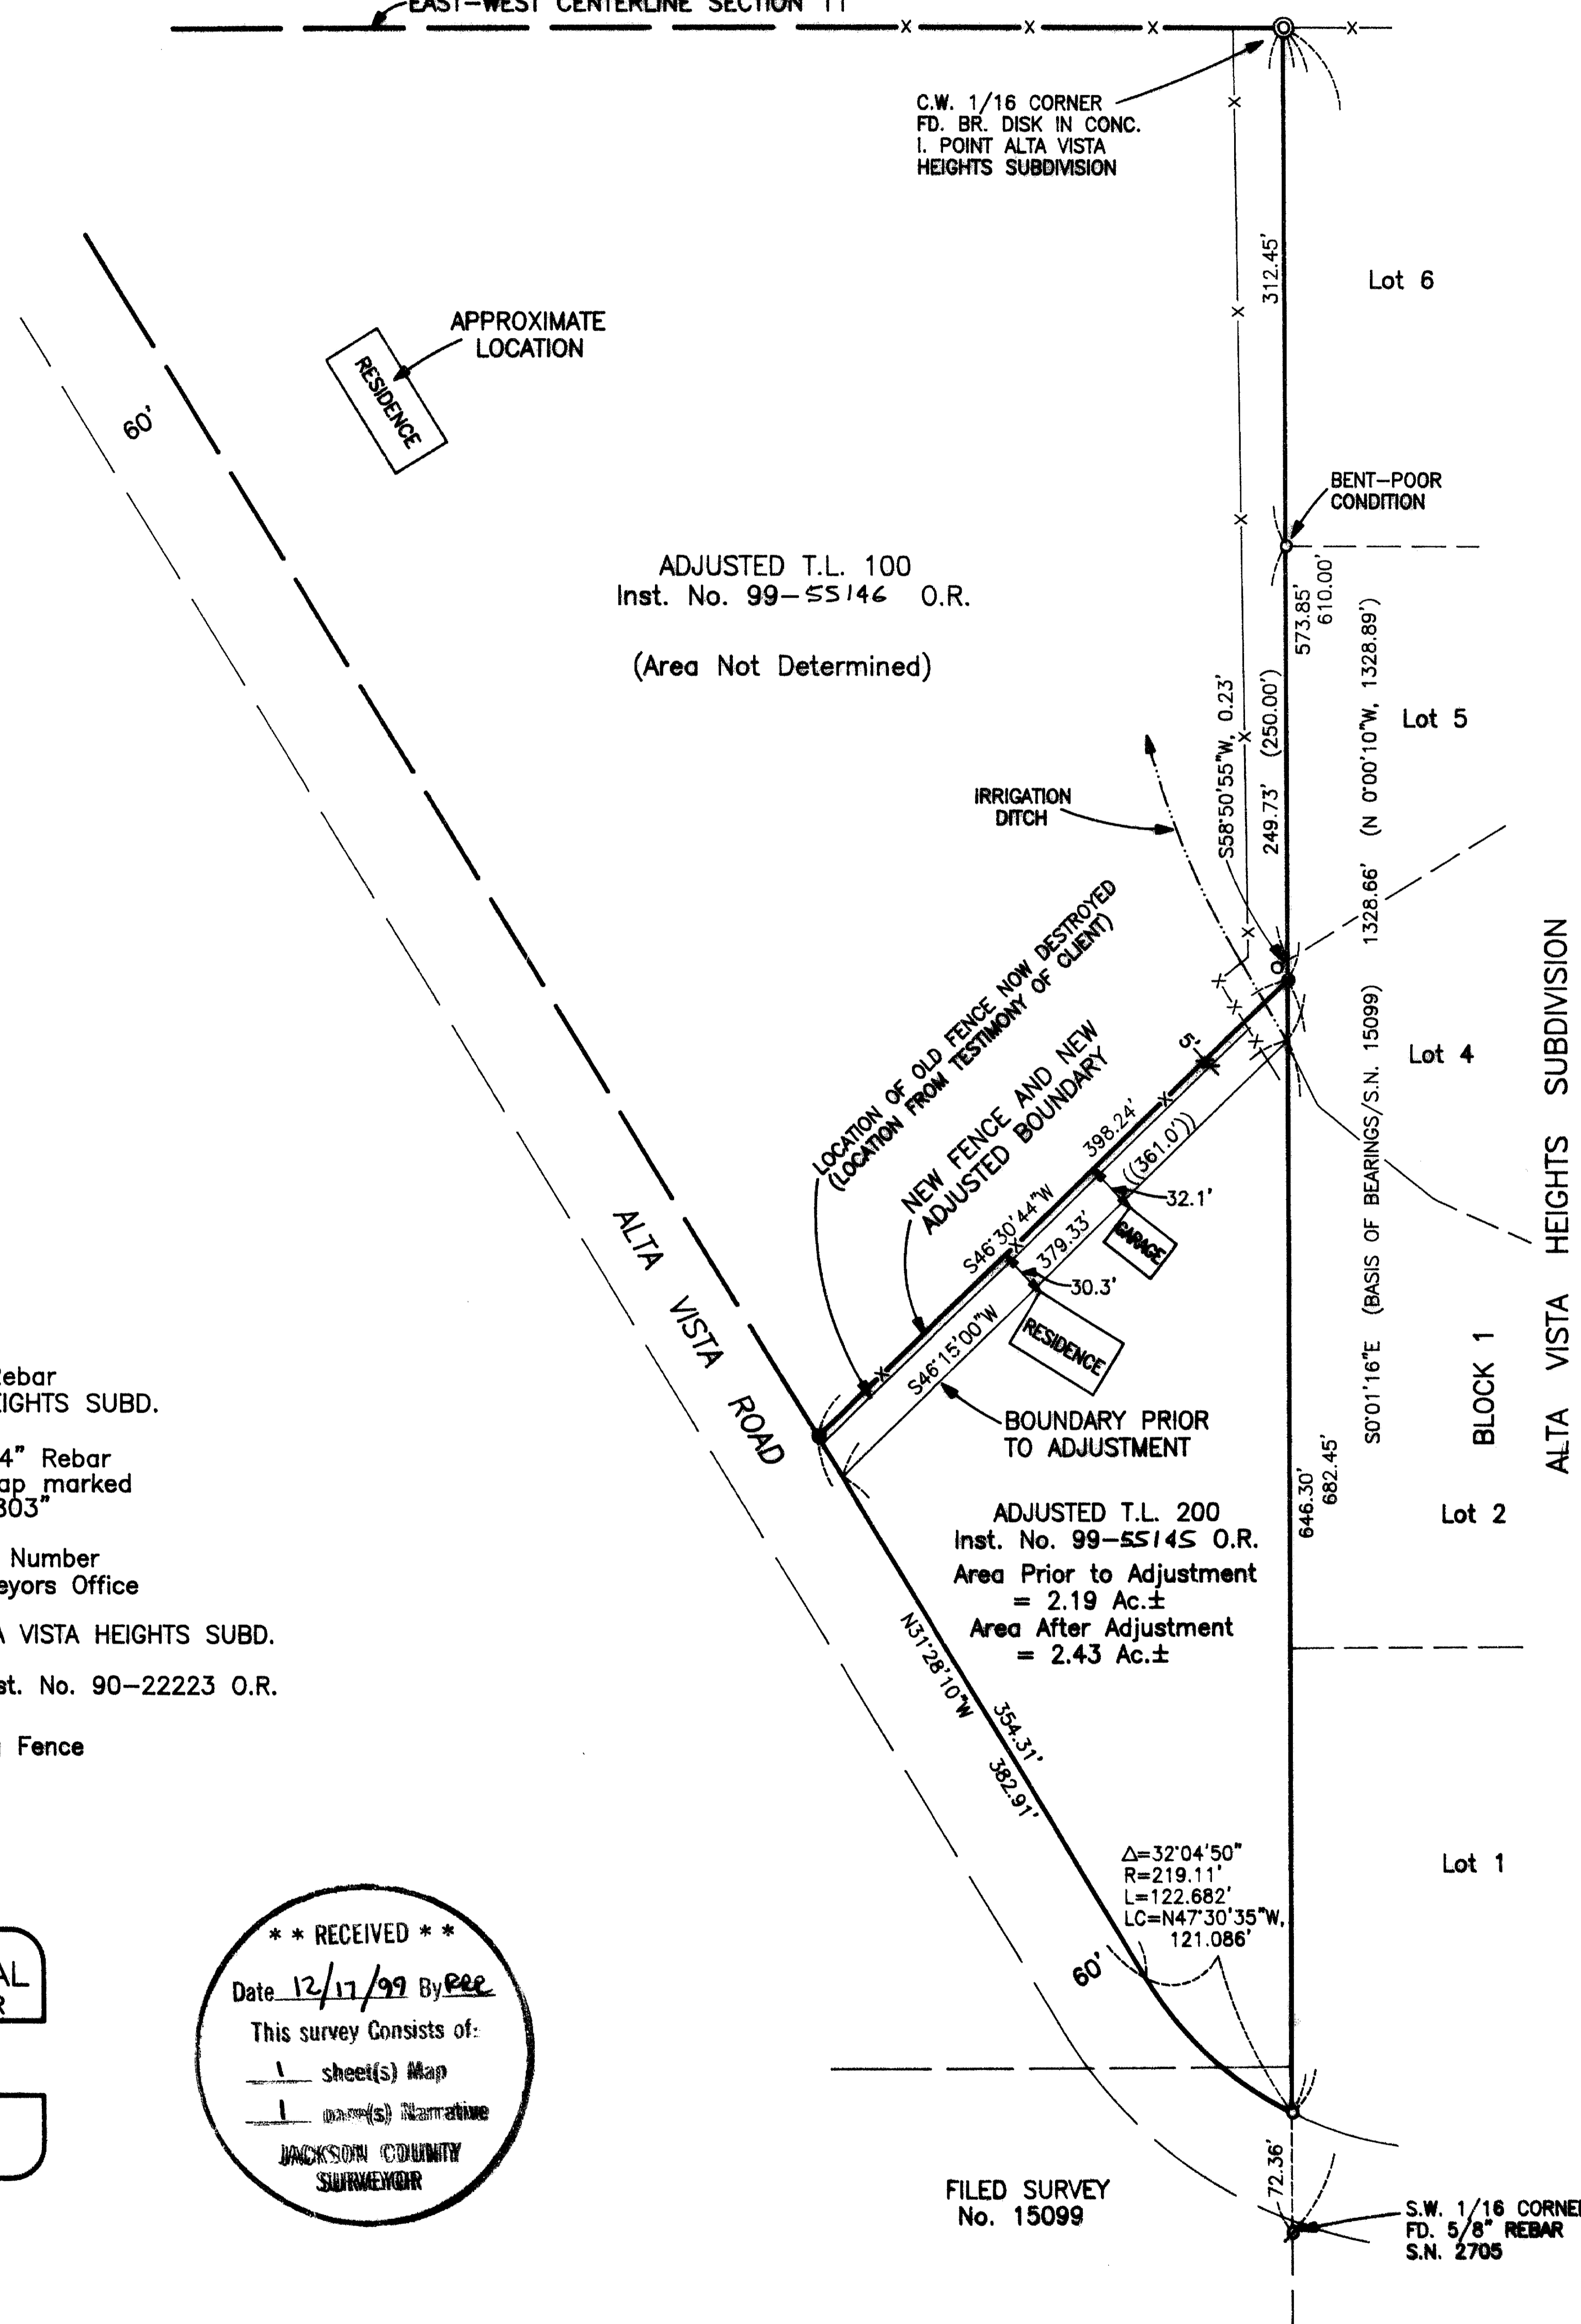 EAST-WEST CENTERLINE SECTION 11
C.W. 1/16 CORNER
FD. BR. DISK IN CONC.
I. POINT ALTA VISTA
HEIGHTS SUBDIVISION
312.45'
Lot 6
60'
APPROXIMATE
LOCATION
RESIDENCE
BENT-POOR
CONDITION
ADJUSTED T.L. 100
Inst. No. 99-55146 O.R.
(Area Not Determined)
573.85'
610.00'
S58°50'55"W, 0.23'
249.73' (250.00')
Lot 5
S0°01'16"E (BASIS OF BEARINGS/S.N. 15099) 1328.66' (N 0°00'10"W, 1328.89')
IRRIGATION
DITCH
LOCATION OF OLD FENCE NOW DESTROYED
(LOCATION FROM TESTIMONY OF CLIENT)
NEW FENCE AND NEW
ADJUSTED BOUNDARY
5'
Lot 4
S46°30'44"W 398.24'
((361.0'))
32.1'
GARAGE
S46°15'00"W 379.33'
30.3'
RESIDENCE
ALTA VISTA ROAD
BOUNDARY PRIOR
TO ADJUSTMENT
BLOCK 1
ALTA VISTA HEIGHTS SUBDIVISION
646.30'
682.45'
Lot 2
ADJUSTED T.L. 200
Inst. No. 99-55145 O.R.
Area Prior to Adjustment
= 2.19 Ac.±
Area After Adjustment
= 2.43 Ac.±
N31°28'10"W 354.31'
382.91'
Rebar
EIGHTS SUBD.
4" Rebar
ap marked
303"
Number
eyors Office
A VISTA HEIGHTS SUBD.
st. No. 90-22223 O.R.
Fence
Lot 1
Δ=32°04'50"
R=219.11'
L=122.682'
LC=N47°30'35"W,
121.086'
60'
AL
R
* * RECEIVED * *
Date 12/17/99 By
This survey Consists of:
1 sheet(s) Map
1 page(s) Narrative
JACKSON COUNTY
SURVEYOR
72.36'
FILED SURVEY
No. 15099
S.W. 1/16 CORNER
FD. 5/8" REBAR
S.N. 2705